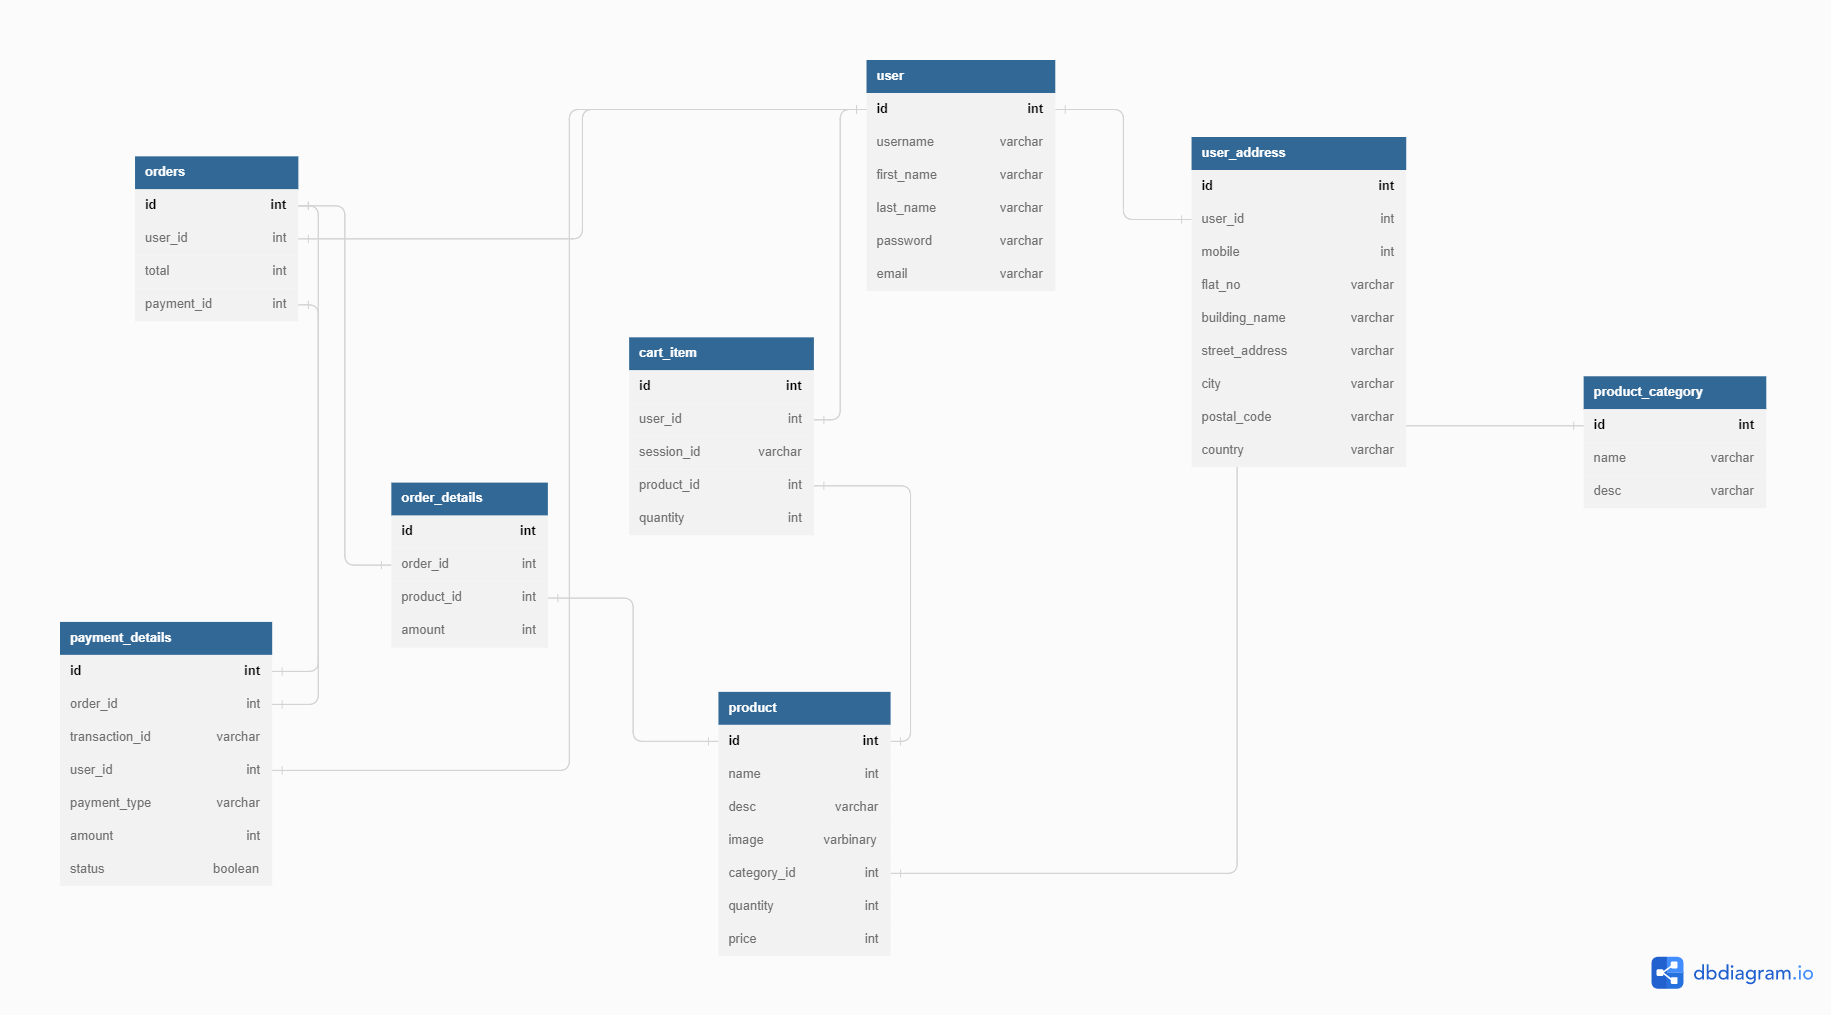 user
id int
username varchar
first_name varchar
last_name varchar
password varchar
email varchar
user_address
id int
user_id int
mobile int
flat_no varchar
building_name varchar
street_address varchar
city varchar
postal_code varchar
country varchar
orders
id int
user_id int
total int
payment_id int
cart_item
id int
user_id int
session_id varchar
product_id int
quantity int
product_category
id int
name varchar
desc varchar
order_details
id int
order_id int
product_id int
amount int
payment_details
id int
order_id int
transaction_id varchar
user_id int
payment_type varchar
amount int
status boolean
product
id int
name int
desc varchar
image varbinary
category_id int
quantity int
price int
dbdiagram.io